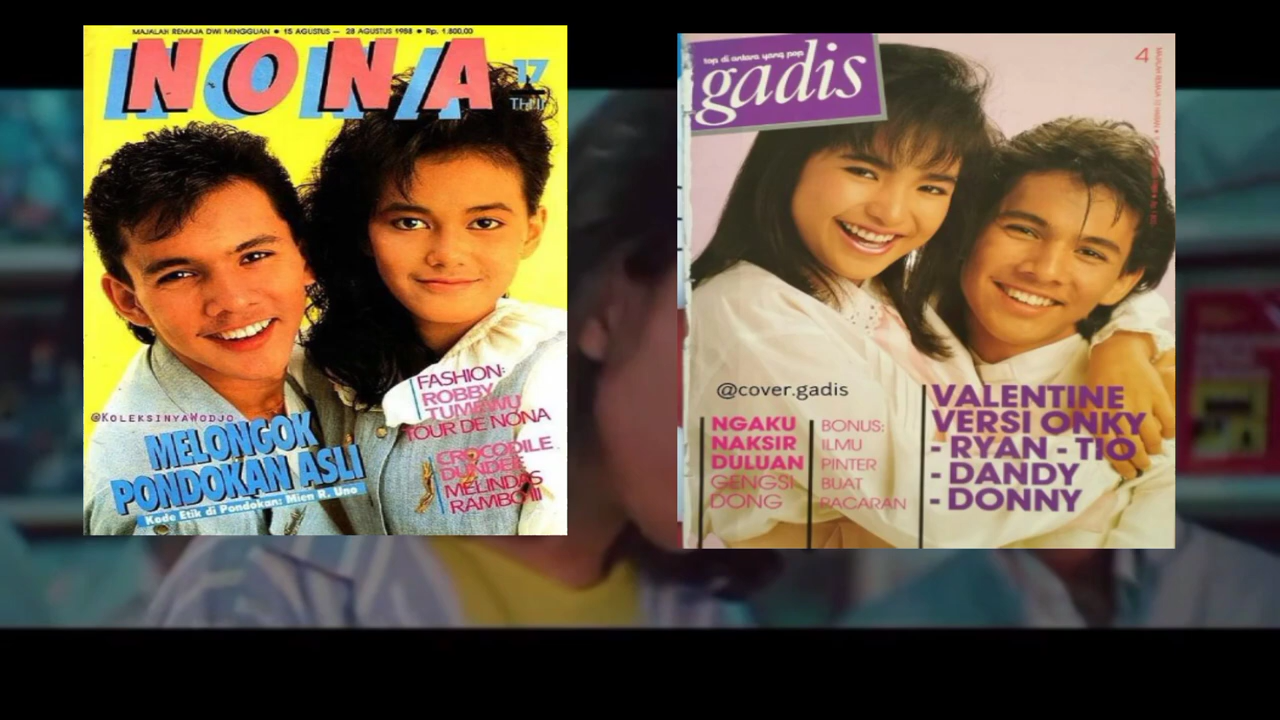 MAJALAH REMAJA DWI MINGGUAN • 15 AGUSTUS — 28 AGUSTUS 1988 • Rp. 1.800,00
NONA
17
THN
@KOLEKSINYAWODJO
MELONGOK
PONDOKAN ASLI
Kode Etik di Pondokan: Mien R. Uno
FASHION:
ROBBY
TUMEWU
TOUR DE NONA
CROCODILE
DUNDEE
MELINDAS
RAMBO III
top di antara yang pop
gadis
4
@cover.gadis
NGAKU
NAKSIR
DULUAN
GENGSI
DONG
BONUS:
ILMU
PINTER
BUAT
PACARAN
VALENTINE
VERSI ONKY
- RYAN - TIO
- DANDY
- DONNY